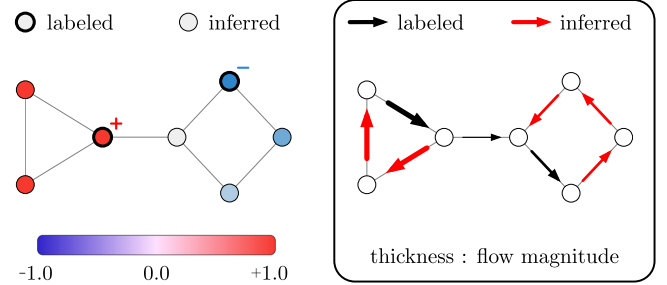 labeled
inferred
+
−
-1.0
0.0
+1.0
labeled
inferred
thickness : flow magnitude